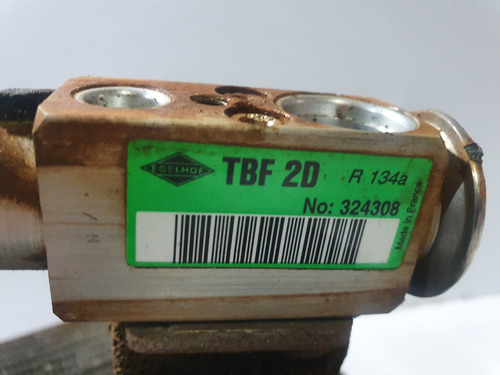 EGELHOF
TBF 2D
R 134a
No: 324308
Made in France